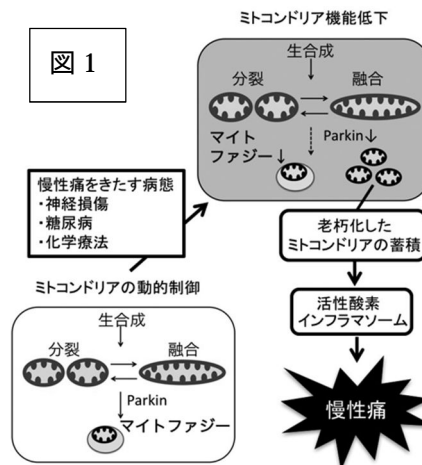 図1
ミトコンドリア機能低下
生合成
分裂
融合
マイト
ファジー↓
Parkin↓
慢性痛をきたす病態
・神経損傷
・糖尿病
・化学療法
老朽化した
ミトコンドリアの蓄積
活性酸素
インフラマソーム
慢性痛
ミトコンドリアの動的制御
生合成
分裂
融合
Parkin
マイトファジー